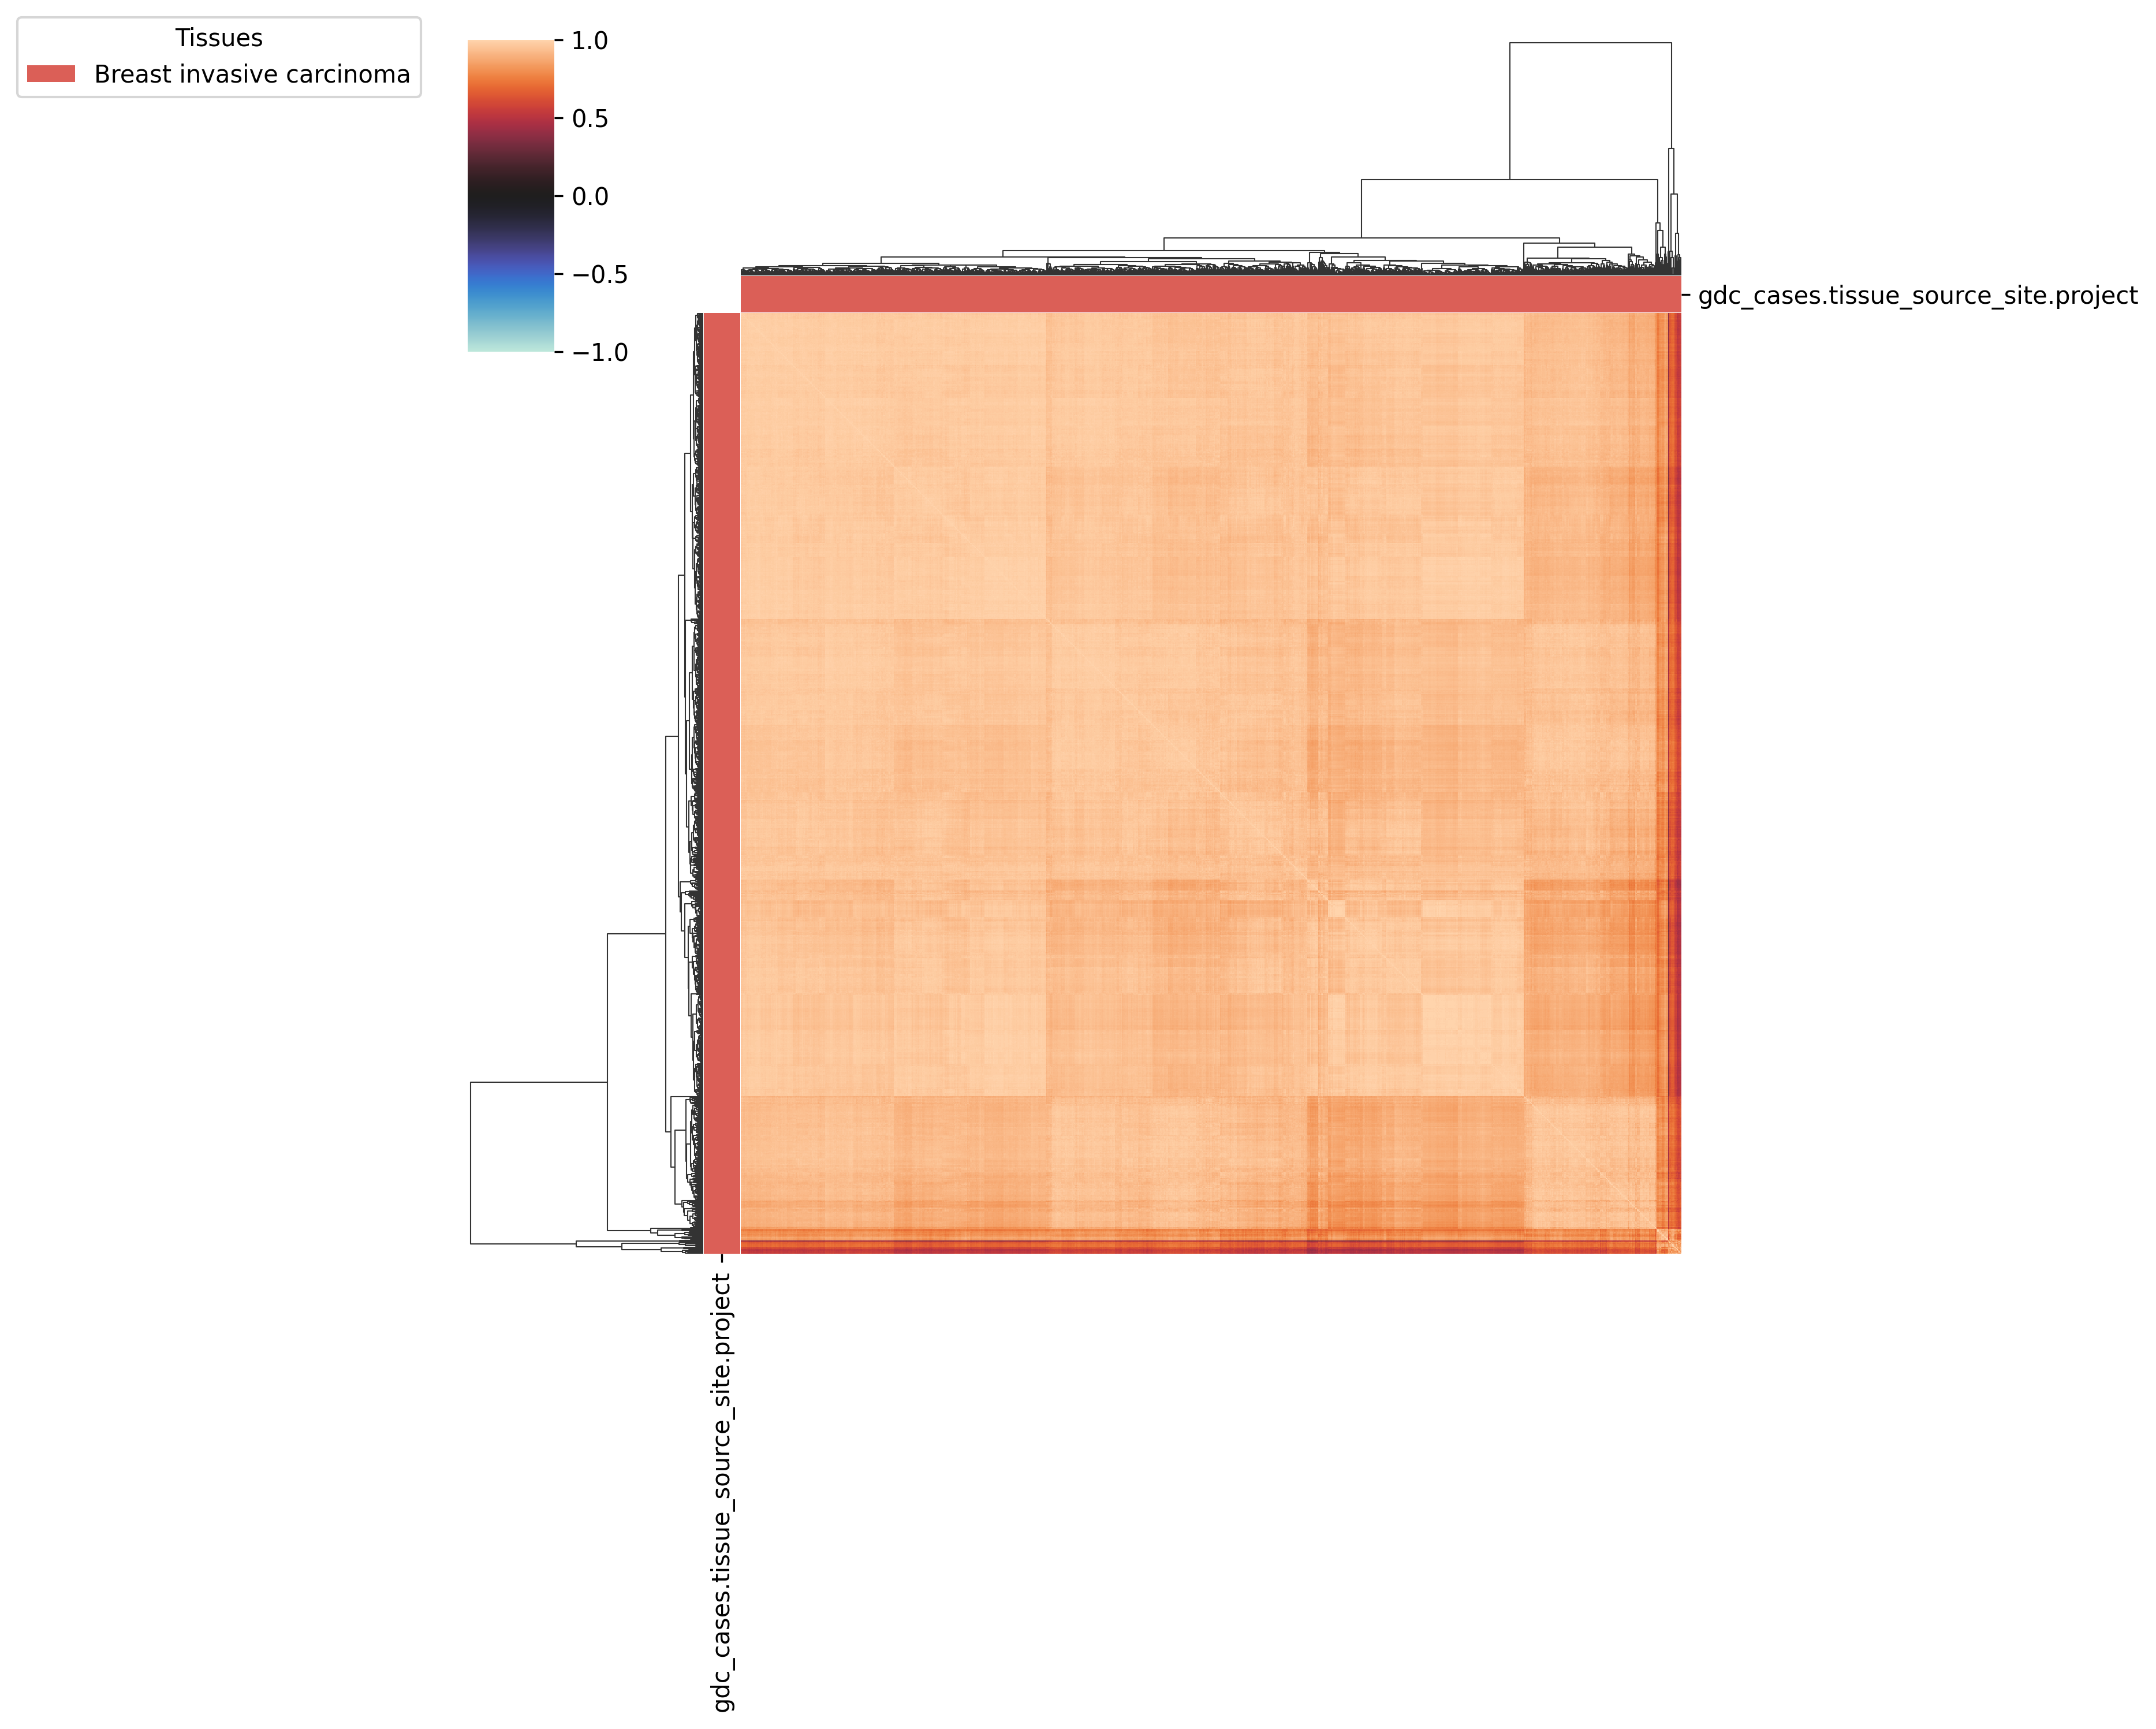 Tissues
Breast invasive carcinoma
1.0
0.5
0.0
−0.5
−1.0
gdc_cases.tissue_source_site.project
gdc_cases.tissue_source_site.project